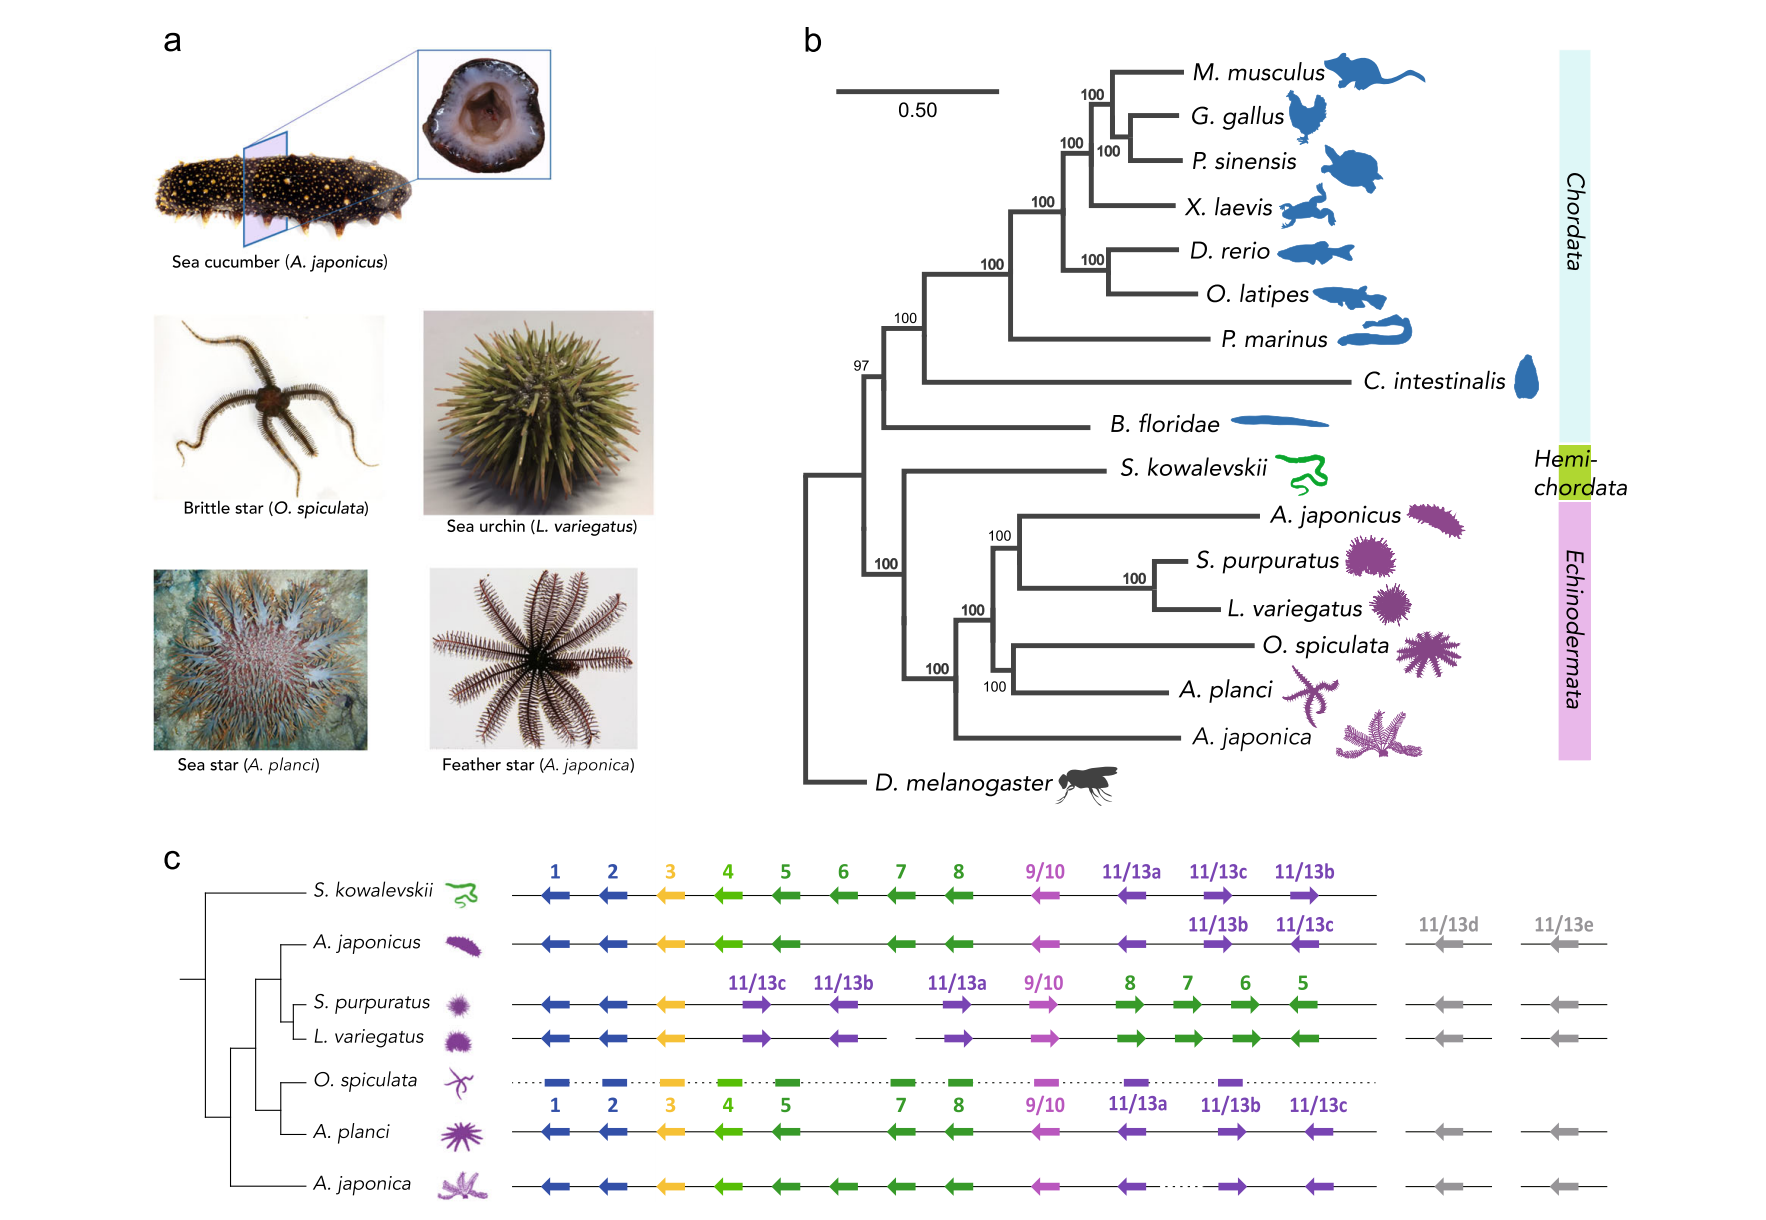 a
Sea cucumber (A. japonicus)
Brittle star (O. spiculata)
Sea urchin (L. variegatus)
Sea star (A. planci)
Feather star (A. japonica)
b
0.50
M. musculus
100
G. gallus
100
100
P. sinensis
100
X. laevis
D. rerio
100
100
O. latipes
100
P. marinus
97
C. intestinalis
B. floridae
S. kowalevskii
100
A. japonicus
100
S. purpuratus
100
L. variegatus
100
O. spiculata
100
100
A. planci
A. japonica
D. melanogaster
Chordata
Hemi-
chordata
Echinodermata
c
1 2 3 4 5 6 7 8 9/10 11/13a 11/13c 11/13b
S. kowalevskii
11/13b 11/13c 11/13d 11/13e
A. japonicus
11/13c 11/13b 11/13a 9/10 8 7 6 5
S. purpuratus
L. variegatus
O. spiculata
1 2 3 4 5 7 8 9/10 11/13a 11/13b 11/13c
A. planci
A. japonica